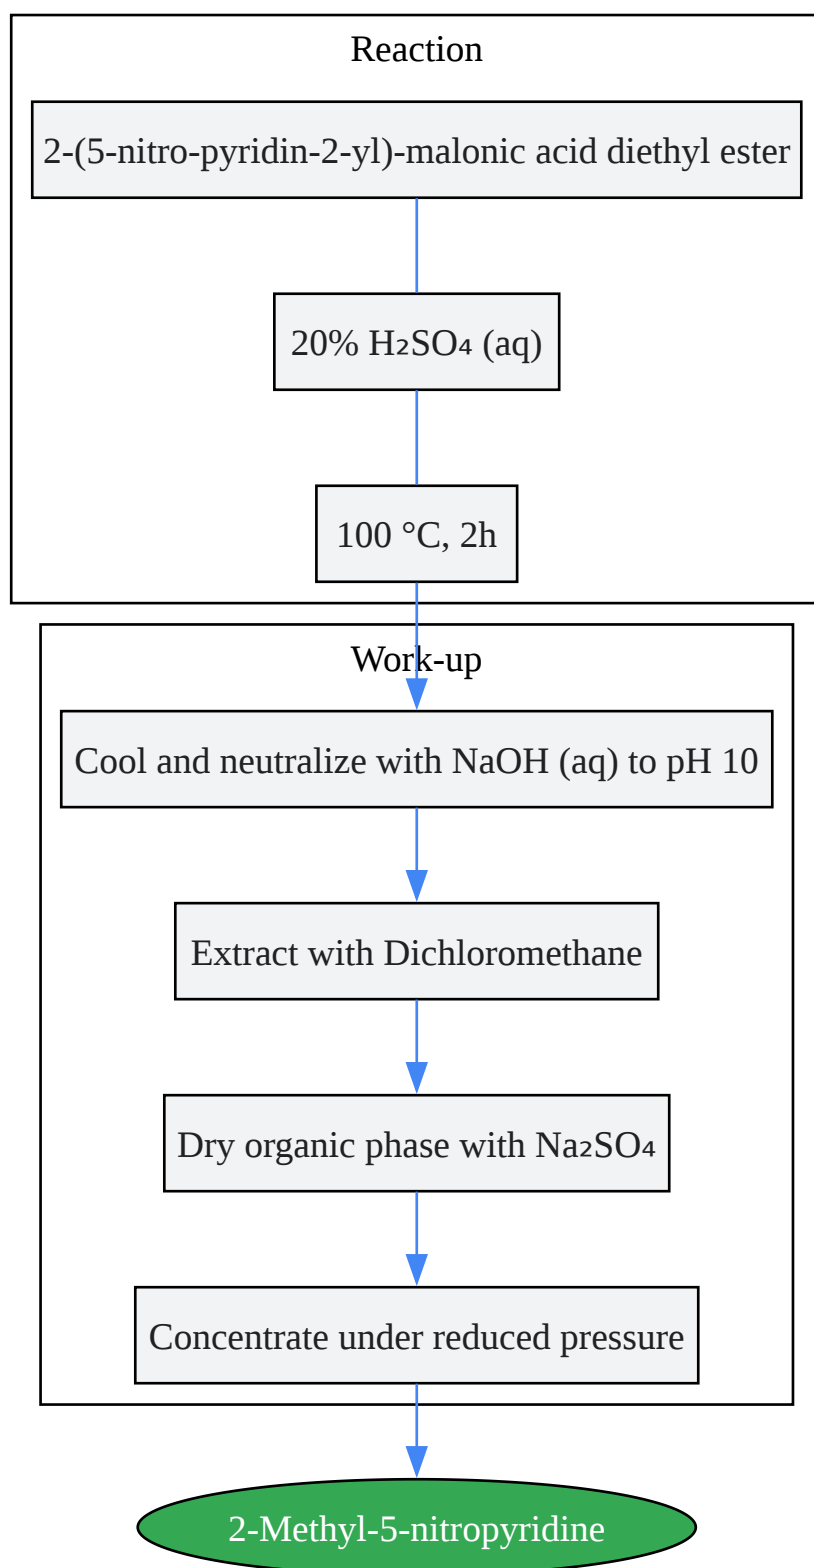 Reaction
2-(5-nitro-pyridin-2-yl)-malonic acid diethyl ester
20% H₂SO₄ (aq)
100 °C, 2h
Work-up
Cool and neutralize with NaOH (aq) to pH 10
Extract with Dichloromethane
Dry organic phase with Na₂SO₄
Concentrate under reduced pressure
2-Methyl-5-nitropyridine